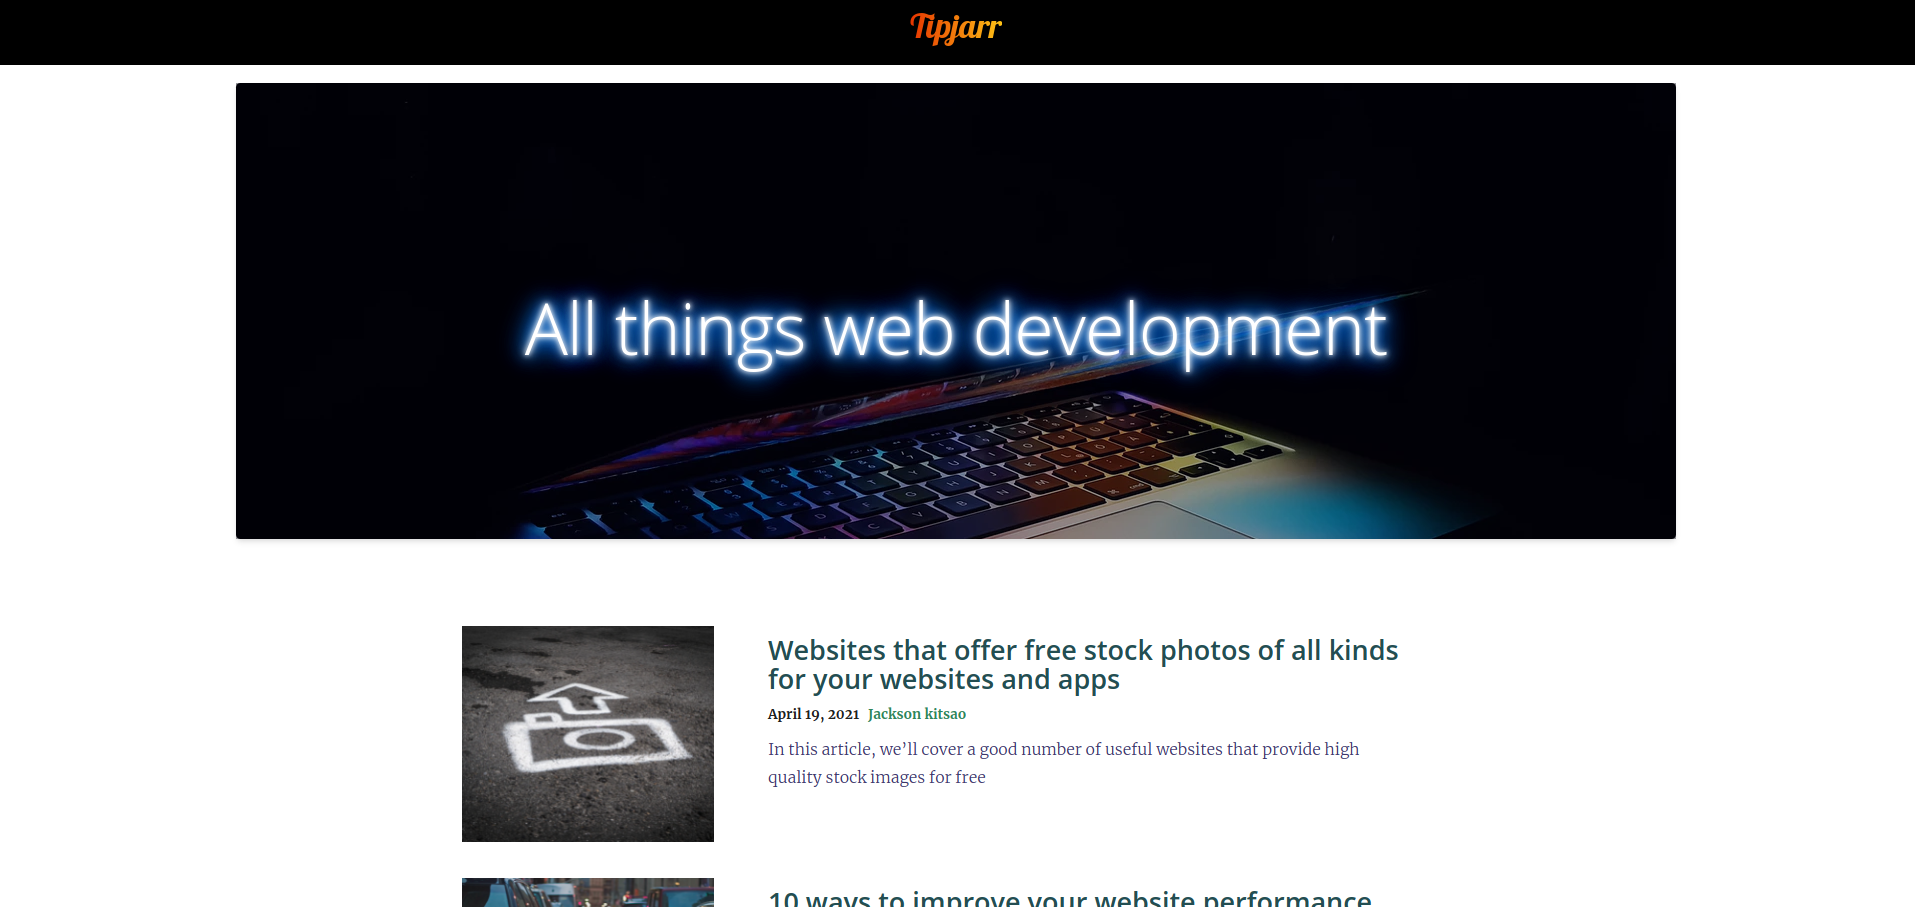 Tipjarr
All things web development
Websites that offer free stock photos of all kinds
for your websites and apps
April 19, 2021 Jackson kitsao
In this article, we’ll cover a good number of useful websites that provide high
quality stock images for free
10 ways to improve your website performance